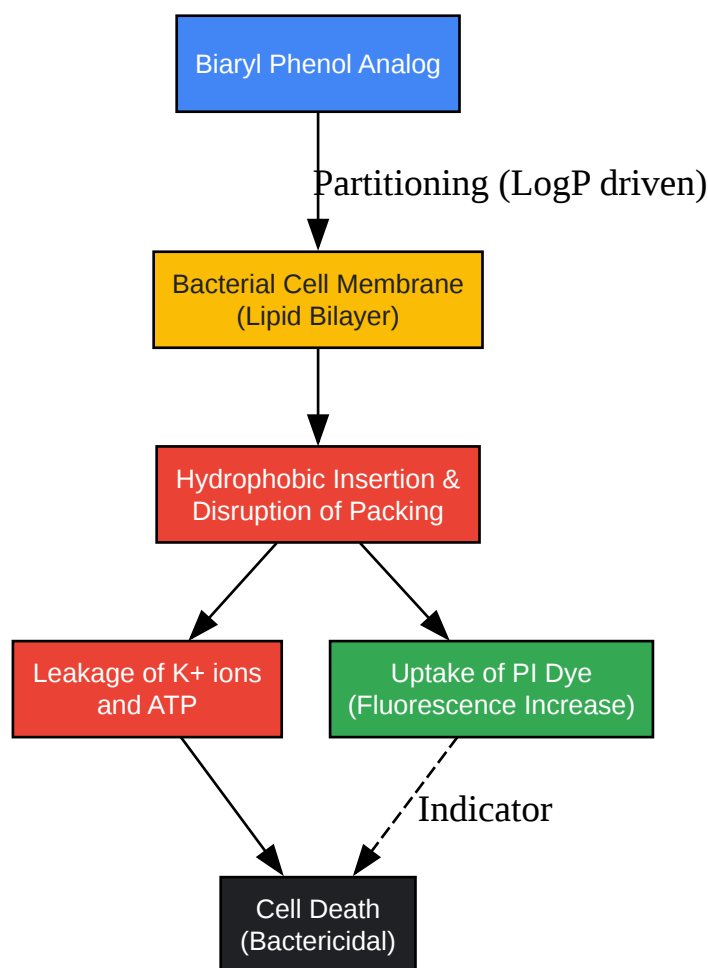 Biaryl Phenol Analog
Partitioning (LogP driven)
Bacterial Cell Membrane
(Lipid Bilayer)
Hydrophobic Insertion &
Disruption of Packing
Leakage of K+ ions
and ATP
Uptake of PI Dye
(Fluorescence Increase)
Indicator
Cell Death
(Bactericidal)